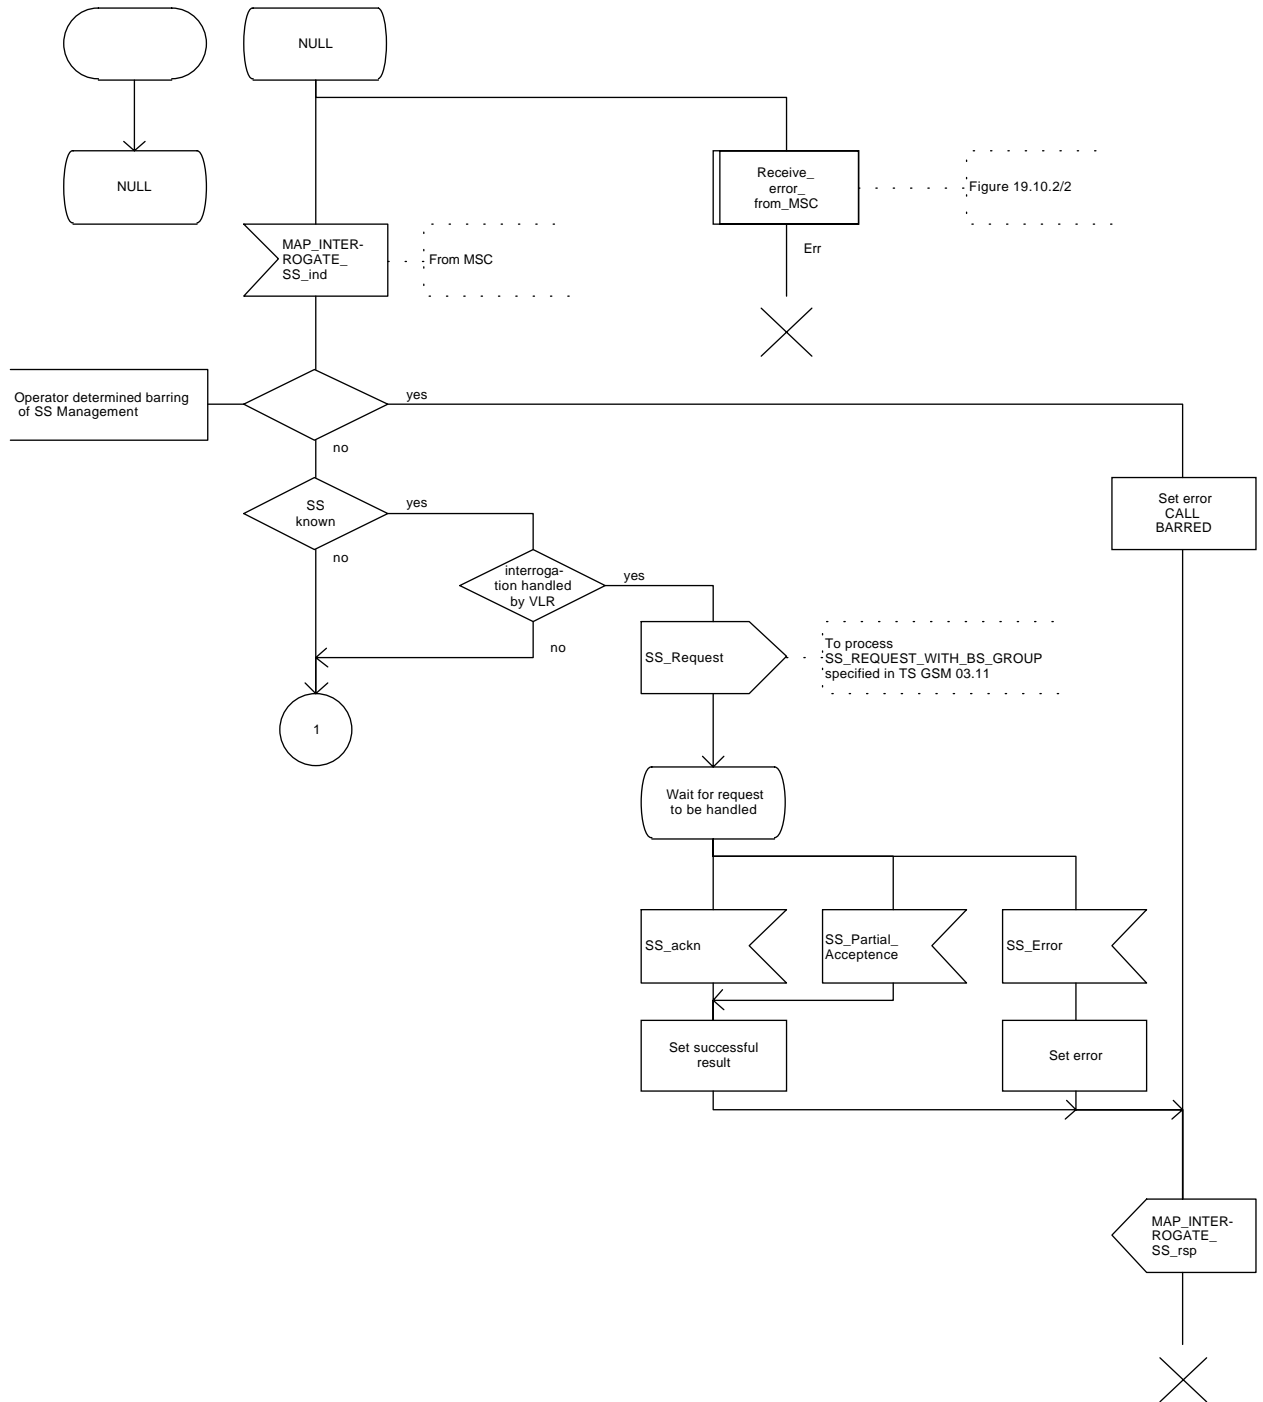 NULL
NULL
Receive_
error_
from_MSC
Figure 19.10.2/2
MAP_INTER-
ROGATE_
SS_ind
From MSC
Err
Operator determined barring
of SS Management
yes
no
SS
known
yes
no
Set error
CALL
BARRED
interroga-
tion handled
by VLR
yes
no
SS_Request
To process
SS_REQUEST_WITH_BS_GROUP
specified in TS GSM 03.11
1
Wait for request
to be handled
SS_ackn
SS_Partial_
Acceptence
SS_Error
Set successful
result
Set error
MAP_INTER-
ROGATE_
SS_rsp